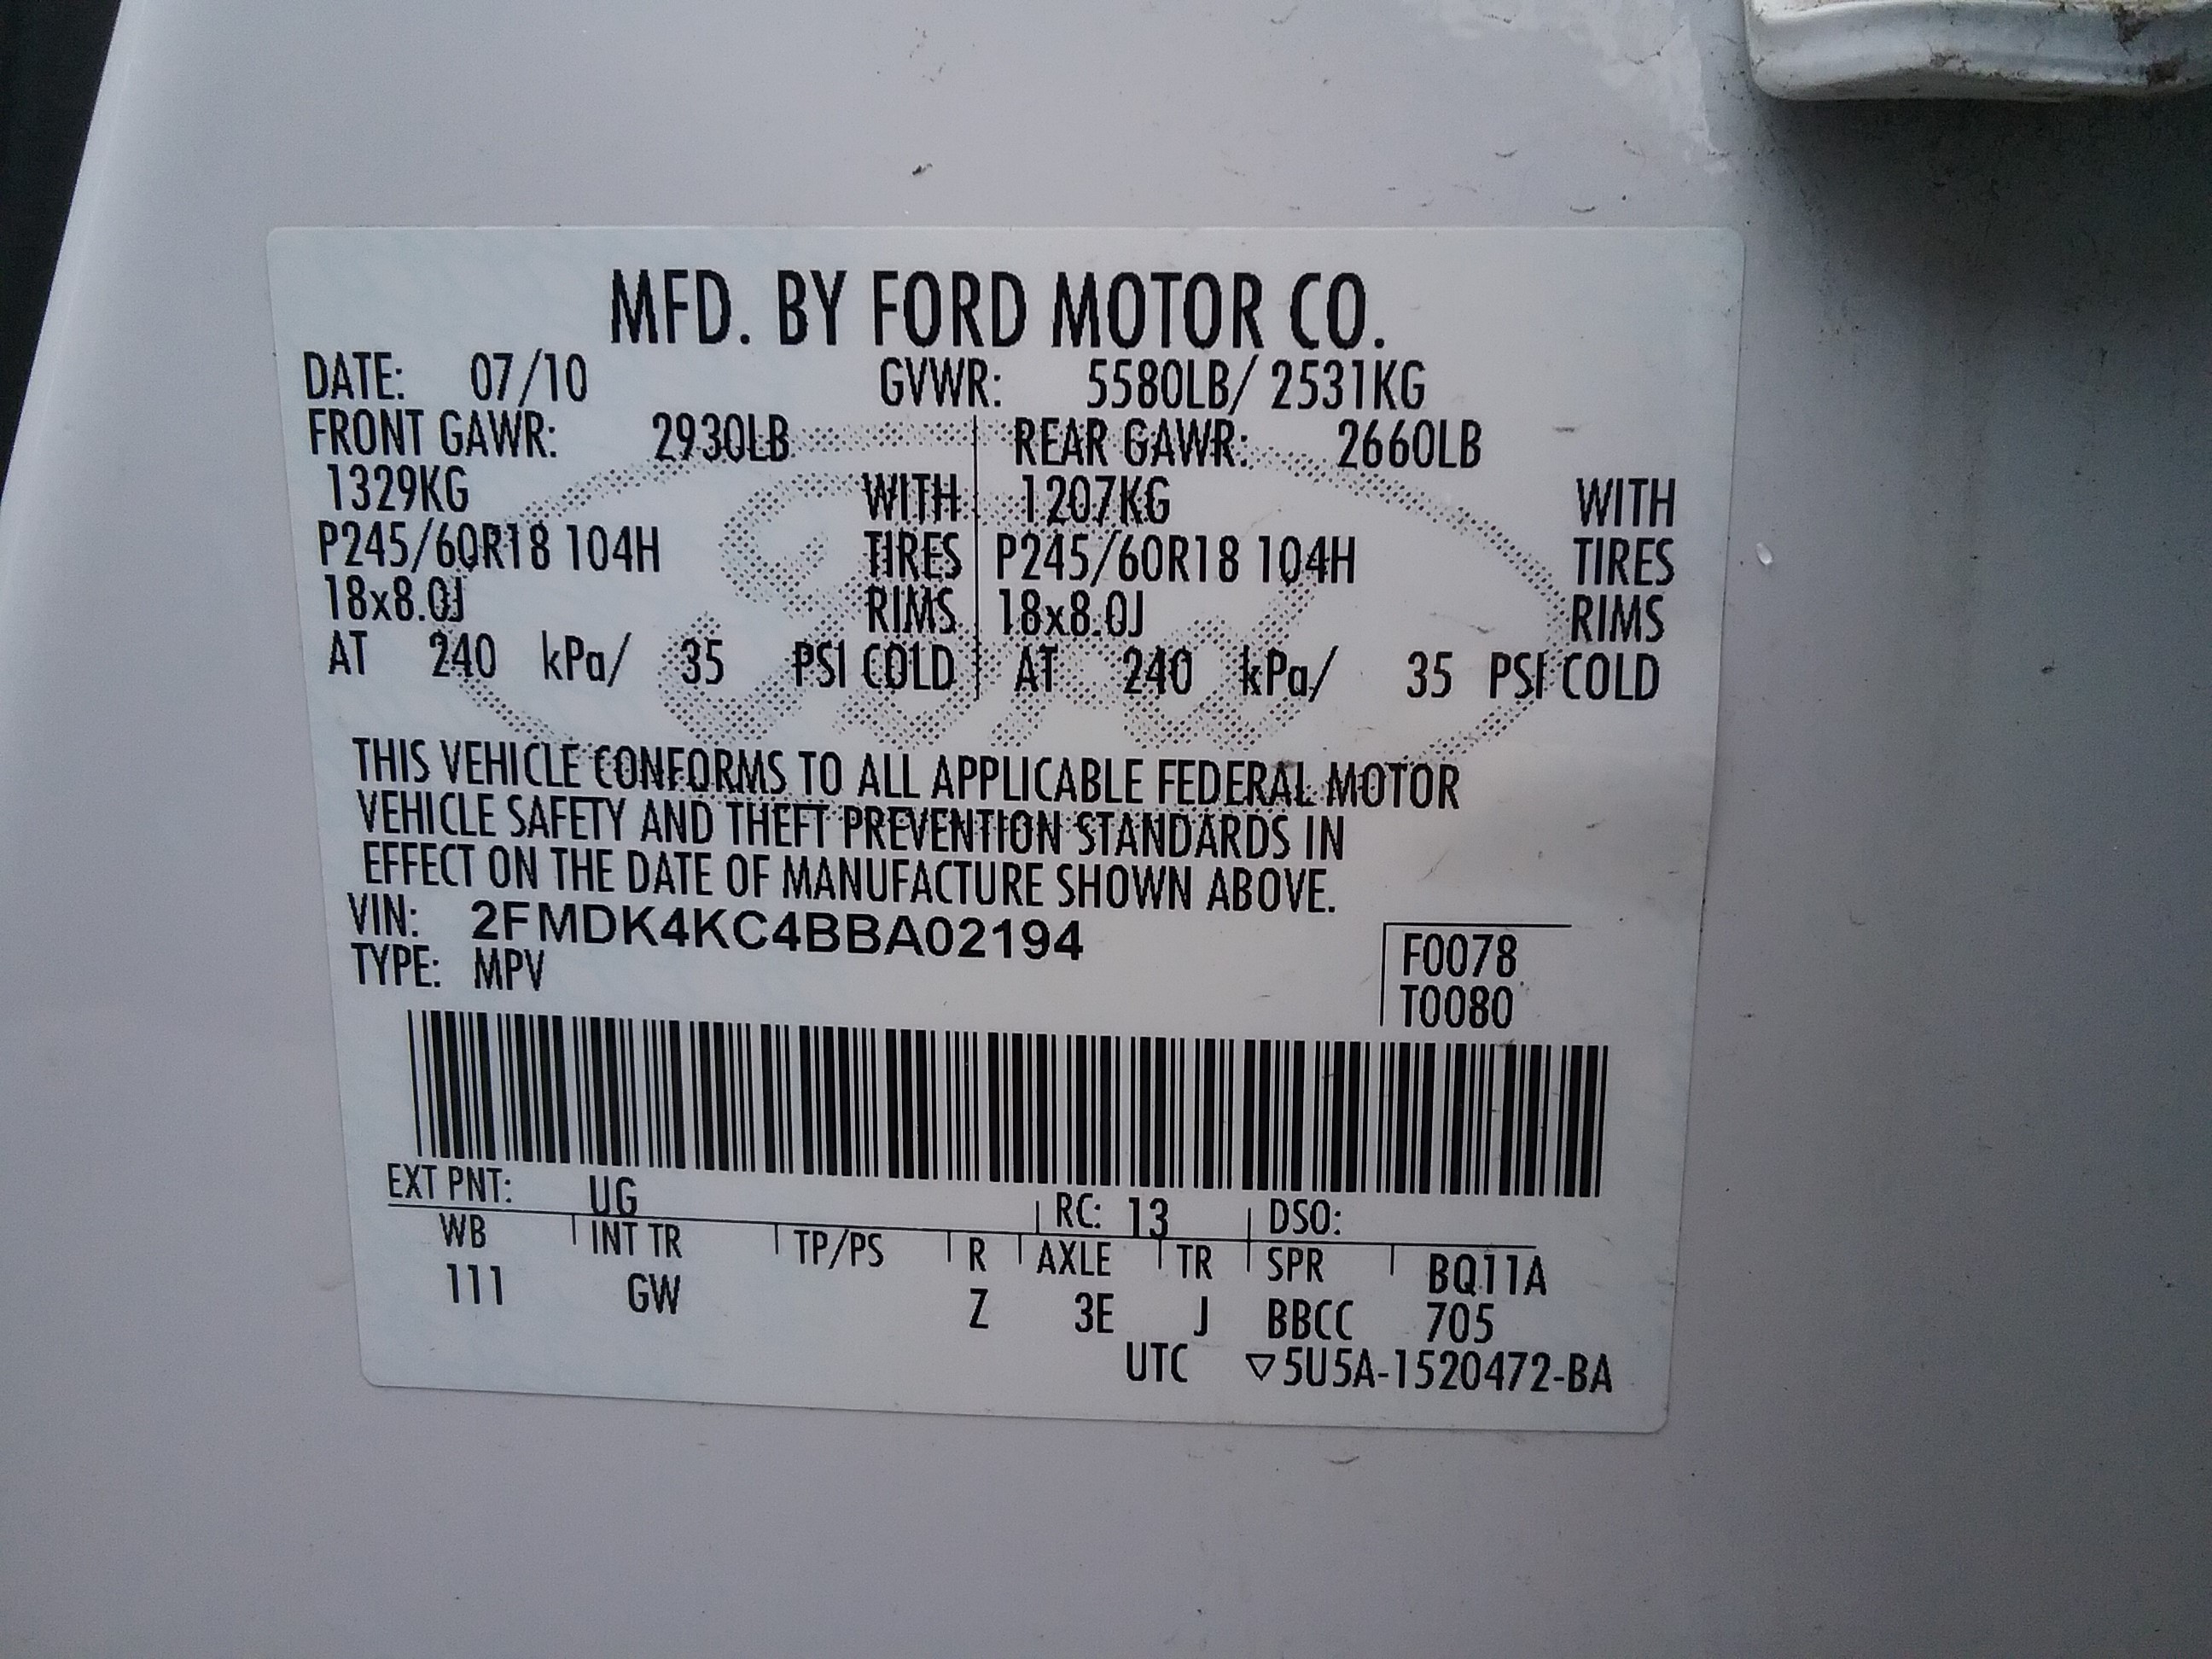 MFD. BY FORD MOTOR CO.
DATE: 07/10 GVWR: 5580LB/ 2531KG
FRONT GAWR: 2930LB REAR GAWR: 2660LB
1329KG WITH 1207KG WITH
P245/60R18 104H TIRES P245/60R18 104H TIRES
18x8.0J RIMS 18x8.0J RIMS
AT 240 kPa/ 35 PSI COLD AT 240 kPa/ 35 PSI COLD
Ford
THIS VEHICLE CONFORMS TO ALL APPLICABLE FEDERAL MOTOR
VEHICLE SAFETY AND THEFT PREVENTION STANDARDS IN
EFFECT ON THE DATE OF MANUFACTURE SHOWN ABOVE.
VIN: 2FMDK4KC4BBA02194
TYPE: MPV
F0078
T0080
EXT PNT: UG RC: 13 DSO:
WB INT TR TP/PS R AXLE TR SPR BQ11A
111 GW Z 3E J BBCC 705
UTC ▽5U5A-1520472-BA